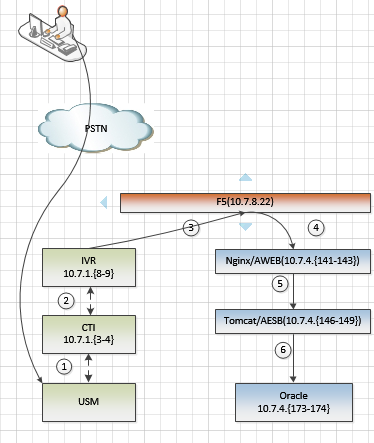 PSTN
F5(10.7.8.22)
3
4
IVR
10.7.1.{8-9}
Nginx/AWEB(10.7.4.{141-143})
5
2
CTI
10.7.1.{3-4}
Tomcat/AESB(10.7.4.{146-149})
1
6
USM
Oracle
10.7.4.{173-174}